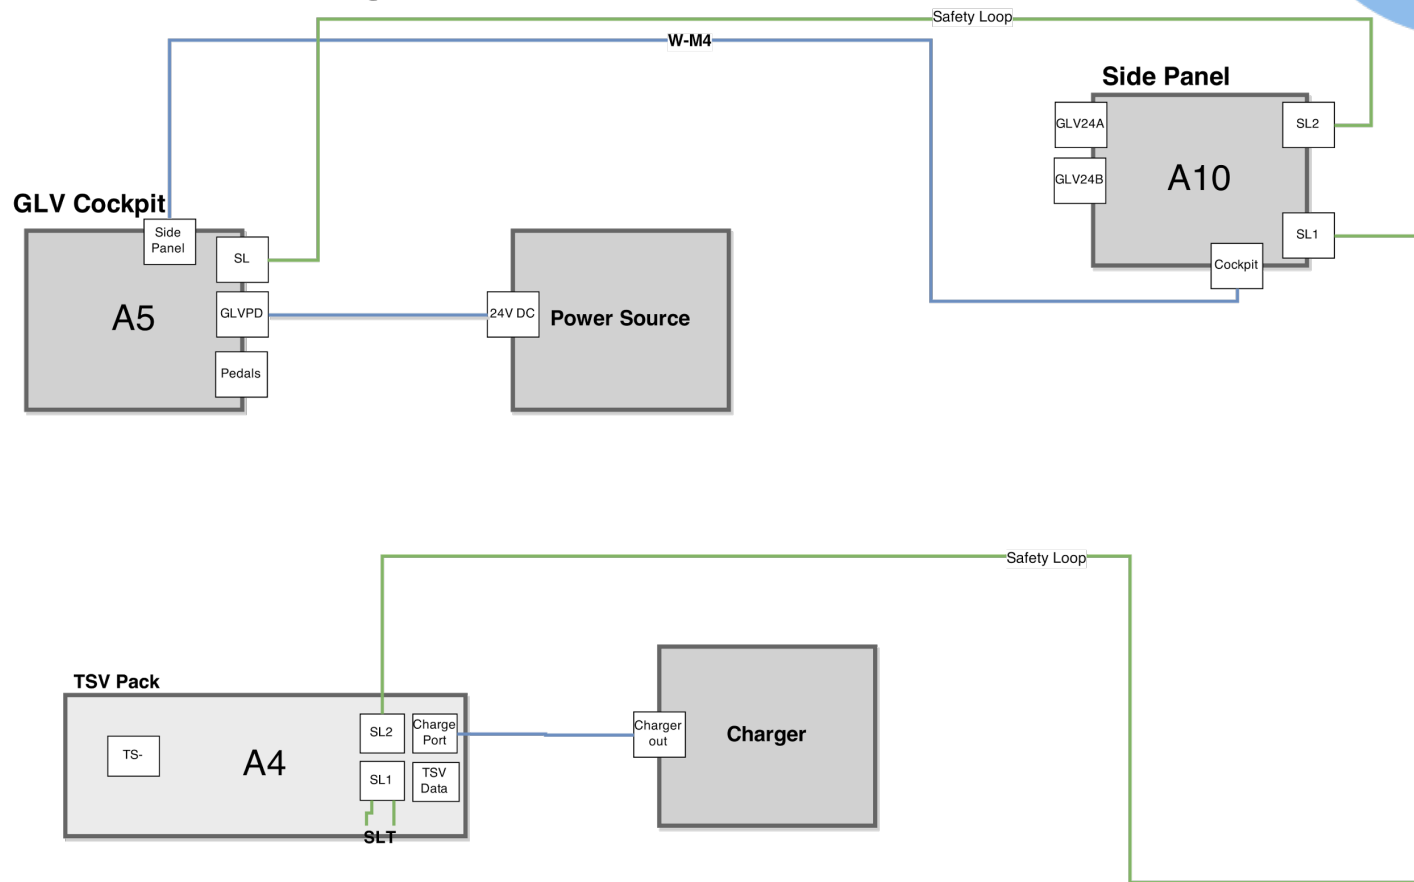 Safety Loop
W-M4
Side Panel
GLV24A
SL2
GLV24B
A10
GLV Cockpit
Side
Panel
SL1
SL
Cockpit
A5
GLVPD
24V DC
Power Source
Pedals
Safety Loop
TSV Pack
SL2
Charge
Port
Charger
out
Charger
TS-
A4
SL1
TSV
Data
SLT